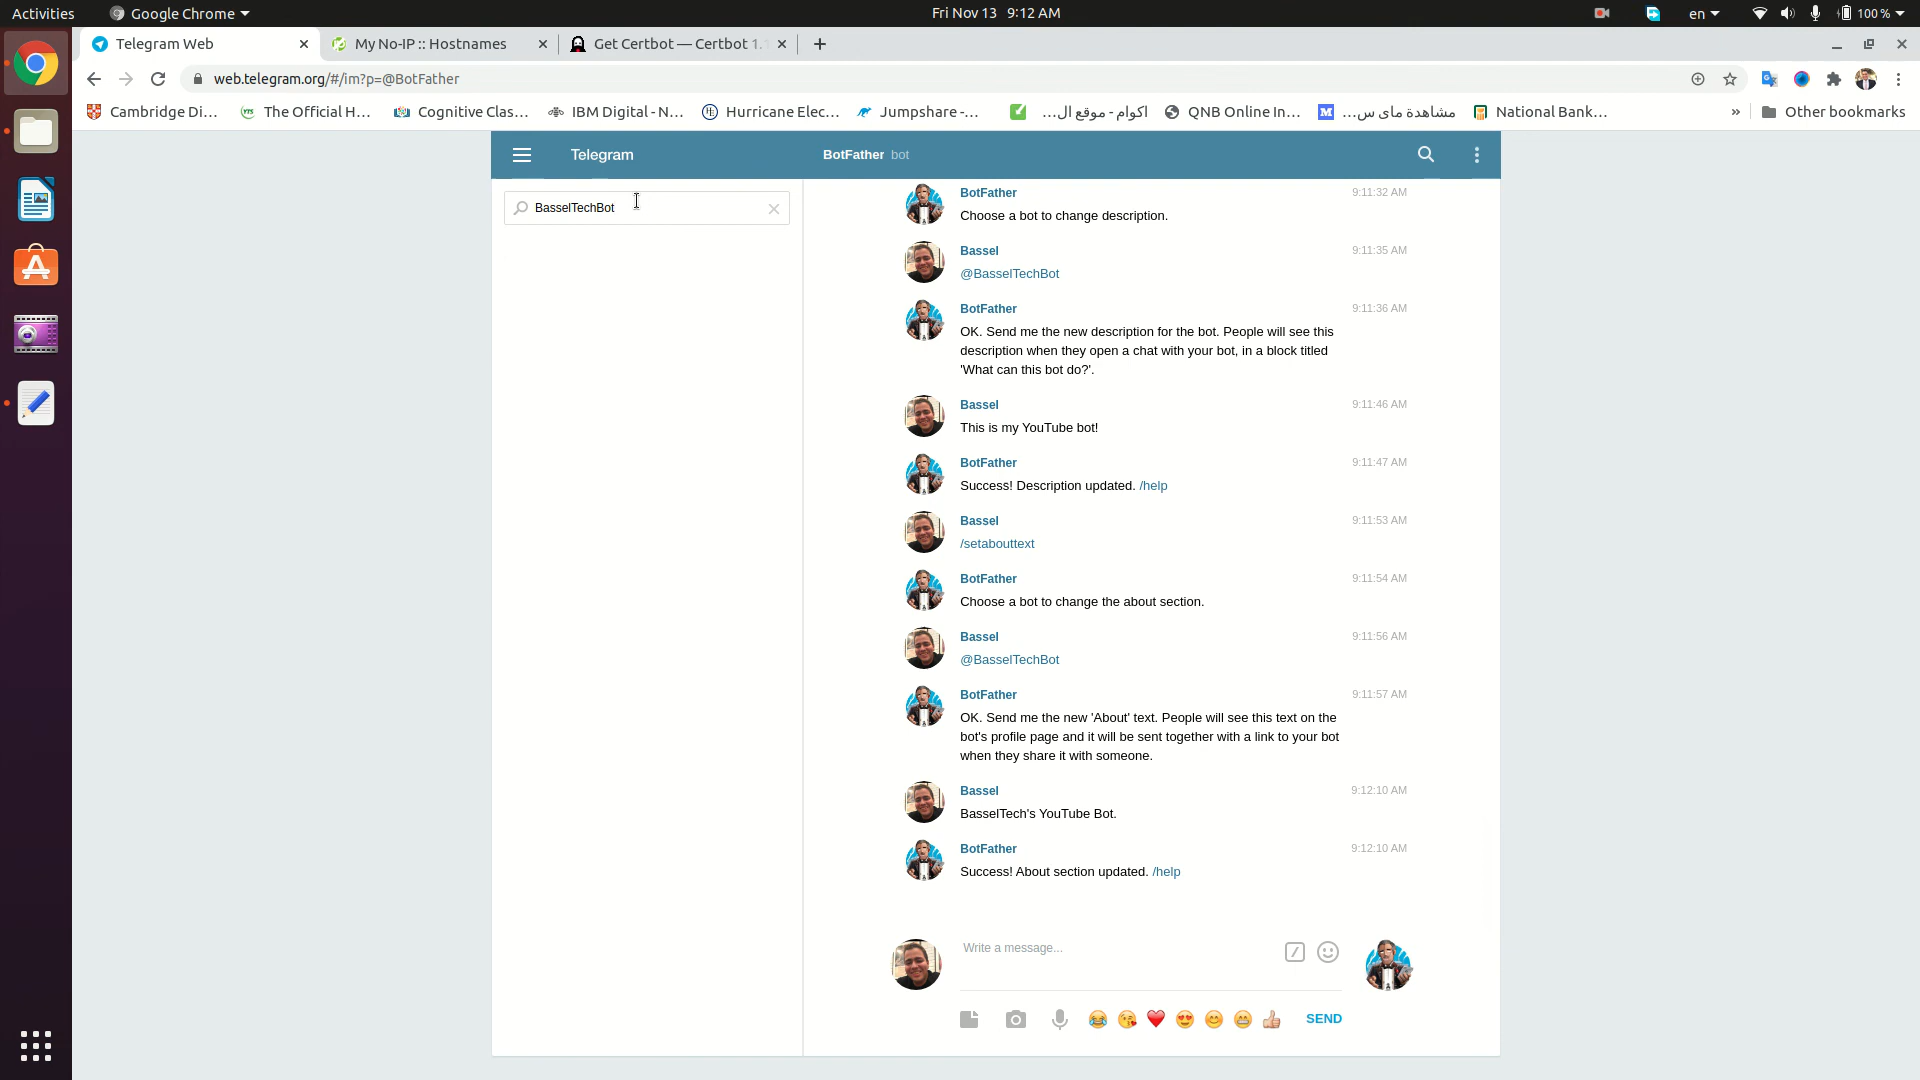 Activities
Google Chrome
Fri Nov 13 9:12 AM
en
100 %
Telegram Web
My No-IP :: Hostnames
Get Certbot — Certbot 1.
web.telegram.org/#/im?p=@BotFather
Cambridge Di...
The Official H...
Cognitive Clas...
IBM Digital - N...
Hurricane Elec...
Jumpshare -...
اكوام - موقع ال...
QNB Online In...
مشاهدة ماى س...
National Bank...
»
Other bookmarks
Telegram
BotFather bot
BasselTechBot
BotFather 9:11:32 AM
Choose a bot to change description.
Bassel 9:11:35 AM
@BasselTechBot
BotFather 9:11:36 AM
OK. Send me the new description for the bot. People will see this
description when they open a chat with your bot, in a block titled
'What can this bot do?'.
Bassel 9:11:46 AM
This is my YouTube bot!
BotFather 9:11:47 AM
Success! Description updated. /help
Bassel 9:11:53 AM
/setabouttext
BotFather 9:11:54 AM
Choose a bot to change the about section.
Bassel 9:11:56 AM
@BasselTechBot
BotFather 9:11:57 AM
OK. Send me the new 'About' text. People will see this text on the
bot's profile page and it will be sent together with a link to your bot
when they share it with someone.
Bassel 9:12:10 AM
BasselTech's YouTube Bot.
BotFather 9:12:10 AM
Success! About section updated. /help
Write a message...
SEND